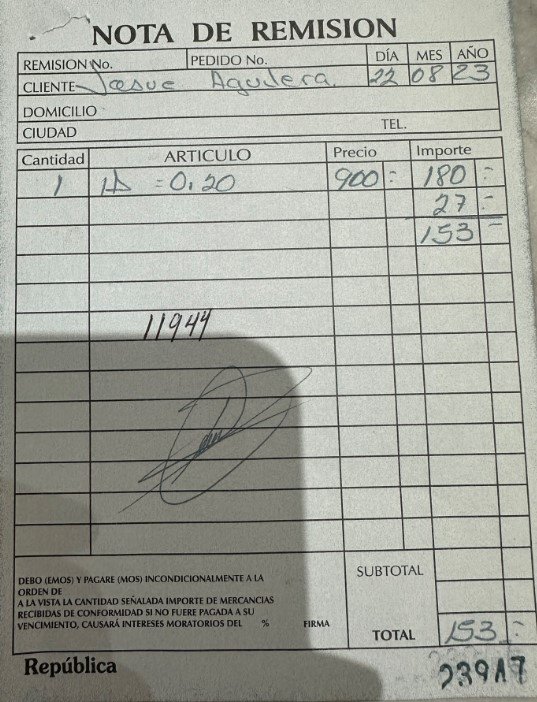 NOTA DE REMISION
REMISION No. PEDIDO No. DÍA MES AÑO
CLIENTE Josue Aguilera. 22 08 23
DOMICILIO
CIUDAD TEL.
Cantidad ARTICULO Precio Importe
1 = 0.20 900 180
27
153
11944
DEBO (EMOS) Y PAGARE (MOS) INCONDICIONALMENTE A LA
ORDEN DE
A LA VISTA LA CANTIDAD SEÑALADA IMPORTE DE MERCANCIAS
RECIBIDAS DE CONFORMIDAD SI NO FUERE PAGADA A SU
VENCIMIENTO, CAUSARÁ INTERESES MORATORIOS DEL % FIRMA
SUBTOTAL
TOTAL 153
República 239A7